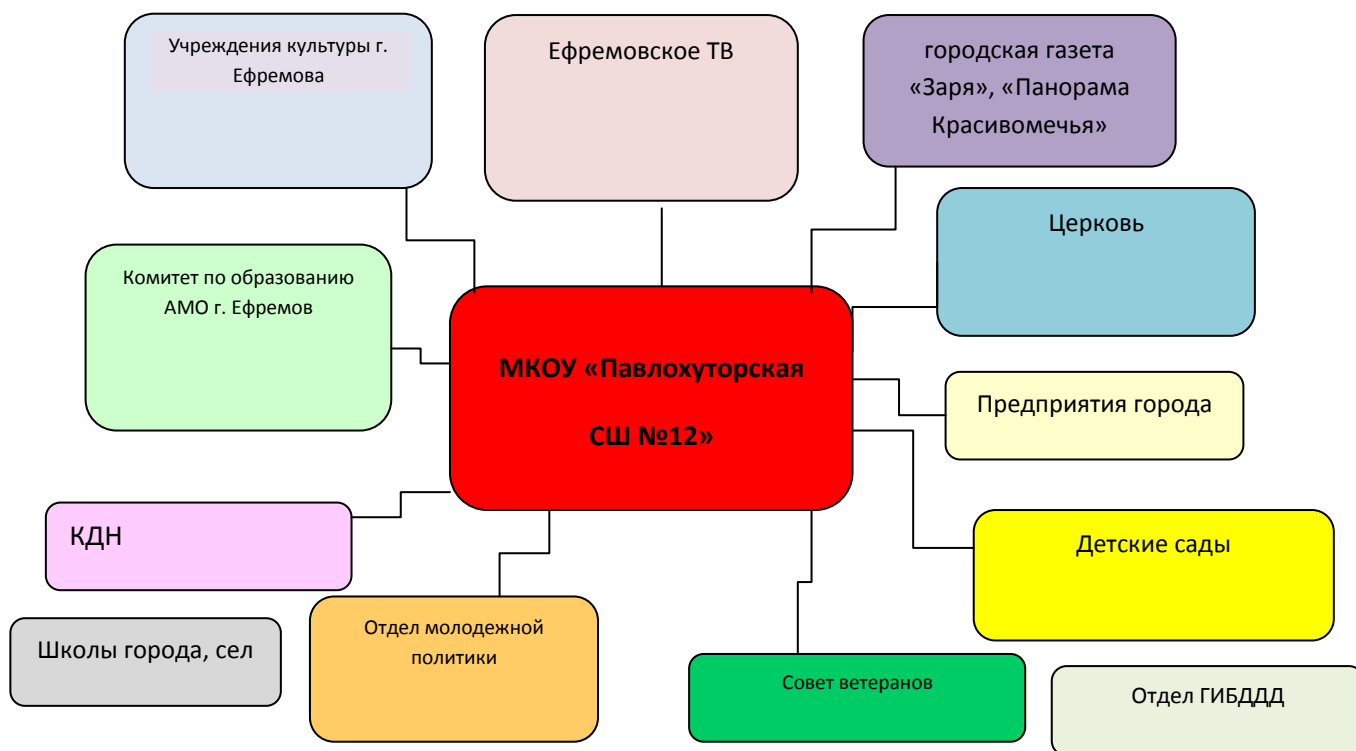 Учреждения культуры г.
Ефремова
Ефремовское ТВ
городская газета
«Заря», «Панорама
Красивомечья»
Церковь
Комитет по образованию
АМО г. Ефремов
МКОУ «Павлохуторская
СШ №12»
Предприятия города
КДН
Детские сады
Школы города, сел
Отдел молодежной
политики
Совет ветеранов
Отдел ГИБДДД